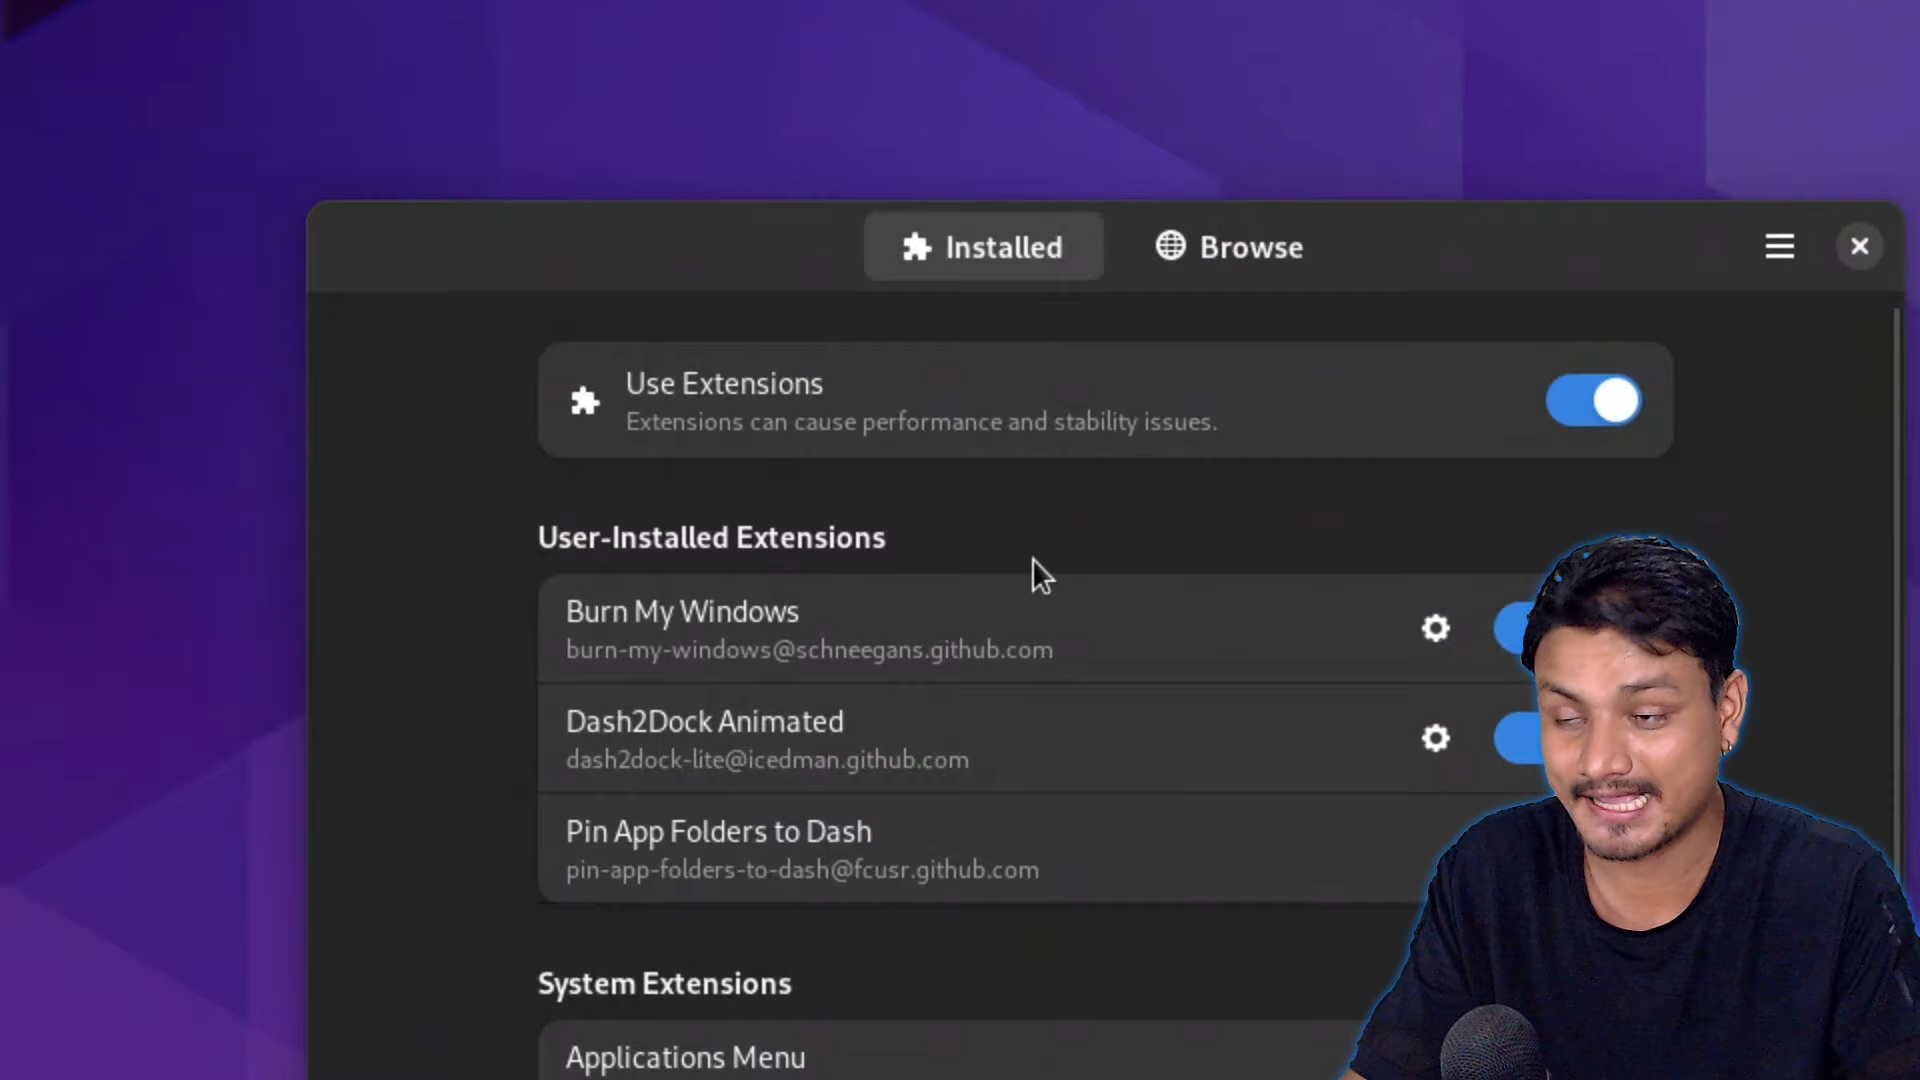 Installed
Browse
Use Extensions
Extensions can cause performance and stability issues.
User-Installed Extensions
Burn My Windows
burn-my-windows@schneegans.github.com
Dash2Dock Animated
dash2dock-lite@icedman.github.com
Pin App Folders to Dash
pin-app-folders-to-dash@fcusr.github.com
System Extensions
Applications Menu